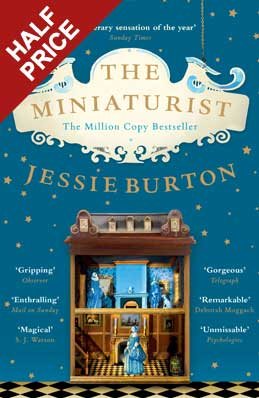 HALF
PRICE
erary sensation of the year’
Sunday Times
THE
MINIATURIST
The Million Copy Bestseller
JESSIE BURTON
‘Gripping’
Observer
‘Enthralling’
Mail on Sunday
‘Magical’
S. J. Watson
‘Gorgeous’
Telegraph
‘Remarkable’
Deborah Moggach
‘Unmissable’
Psychologies